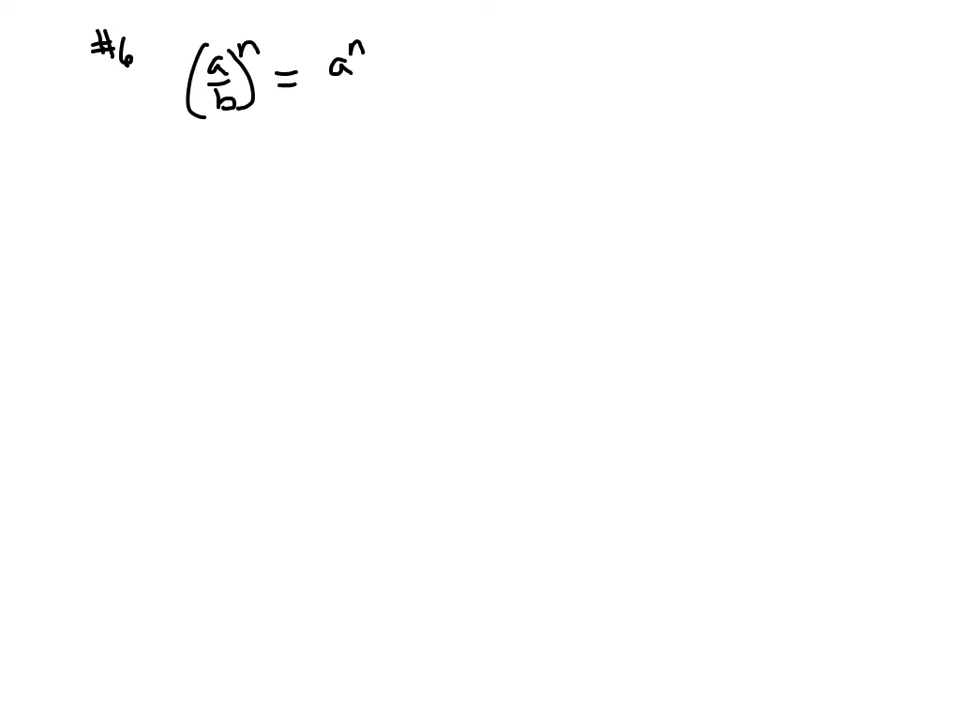 #6 (a/b)^n = a^n